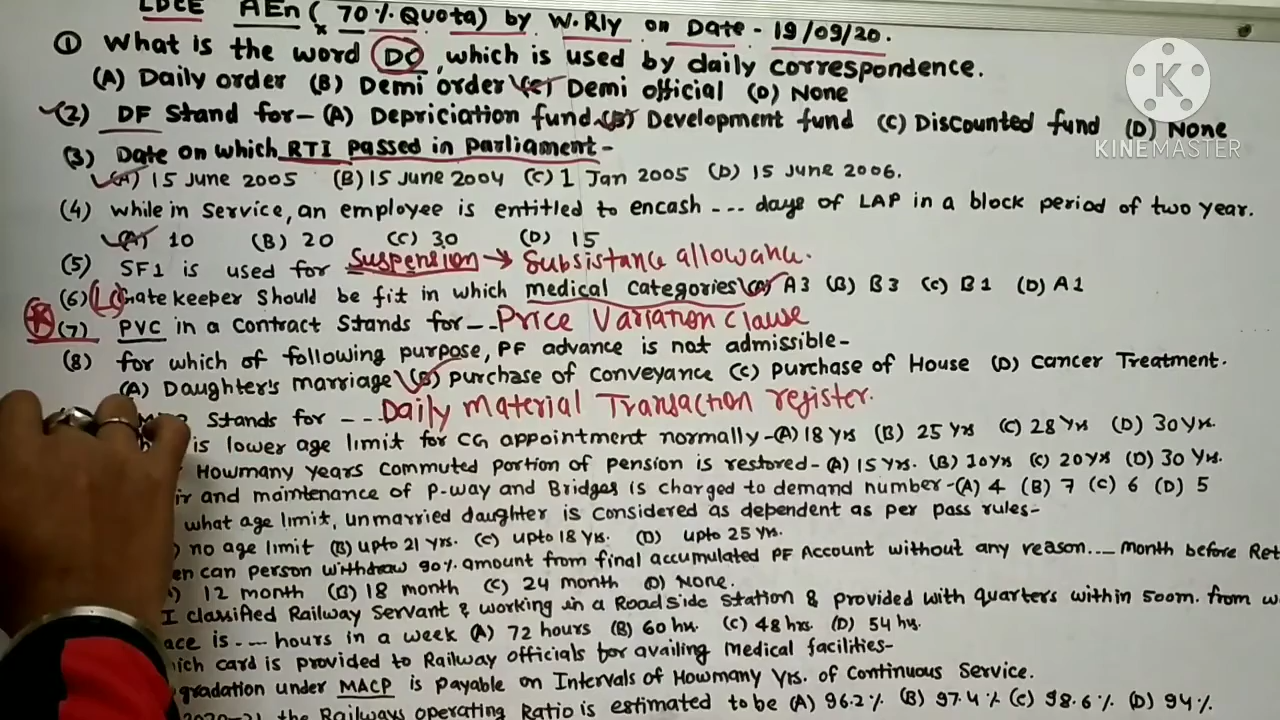 LDCE AEn ( 70% Quota) by W.Rly on Date - 19/09/20.
① What is the word DO, which is used by daily correspondence.
(A) Daily order (B) Demi order (C) Demi official (D) None
(2) DF Stand for- (A) Depriciation fund (B) Development fund (C) Discounted fund (D) None
(3) Date on which RTI passed in parliament-
(A) 15 June 2005 (B) 15 June 2004 (C) 1 Jan 2005 (D) 15 June 2006.
(4) while in Service, an employee is entitled to encash --- days of LAP in a block period of two year.
(A) 10 (B) 20 (C) 30 (D) 15
(5) SF1 is used for Suspension → Subsistance allowance.
(6) Gate keeper should be fit in which medical categories (A) A3 (B) B3 (C) B1 (D) A1
(7) PVC in a contract Stands for -- Price Variation Clause
(8) for which of following purpose, PF advance is not admissible-
(A) Daughter's marriage (B) purchase of conveyance (C) purchase of House (D) cancer Treatment.
Stands for --- Daily Material Transaction register.
is lower age limit for CG appointment normally-(A) 18 Yrs (B) 25 Yrs (C) 28 Yrs (D) 30 Yrs.
Howmany years commuted portion of pension is restored- (A) 15 Yrs. (B) 10 Yrs (C) 20 Yrs (D) 30 Yrs.
ir and maintenance of P-way and Bridges is charged to demand number-(A) 4 (B) 7 (C) 6 (D) 5
what age limit, unmarried daughter is considered as dependent as per pass rules-
no age limit (B) upto 21 yrs. (C) upto 18 Yrs. (D) upto 25 Yrs.
en can person withdraw 90% amount from final accumulated PF Account without any reason --- month before Ret
12 month (B) 18 month (C) 24 month (D) None.
I classified Railway Servant & working in a Roadside Station & provided with quarters within 500m. from w
ace is --- hours in a week (A) 72 hours (B) 60 hrs. (C) 48 hrs. (D) 54 hrs.
ich card is provided to Railway officials for availing medical facilities-
gradation under MACP is payable on Intervals of Howmany Yrs. of Continuous Service.
2020-21, the Railways operating Ratio is estimated to be (A) 96.2% (B) 97.4% (C) 98.6% (D) 94%.
K
KINEMASTER